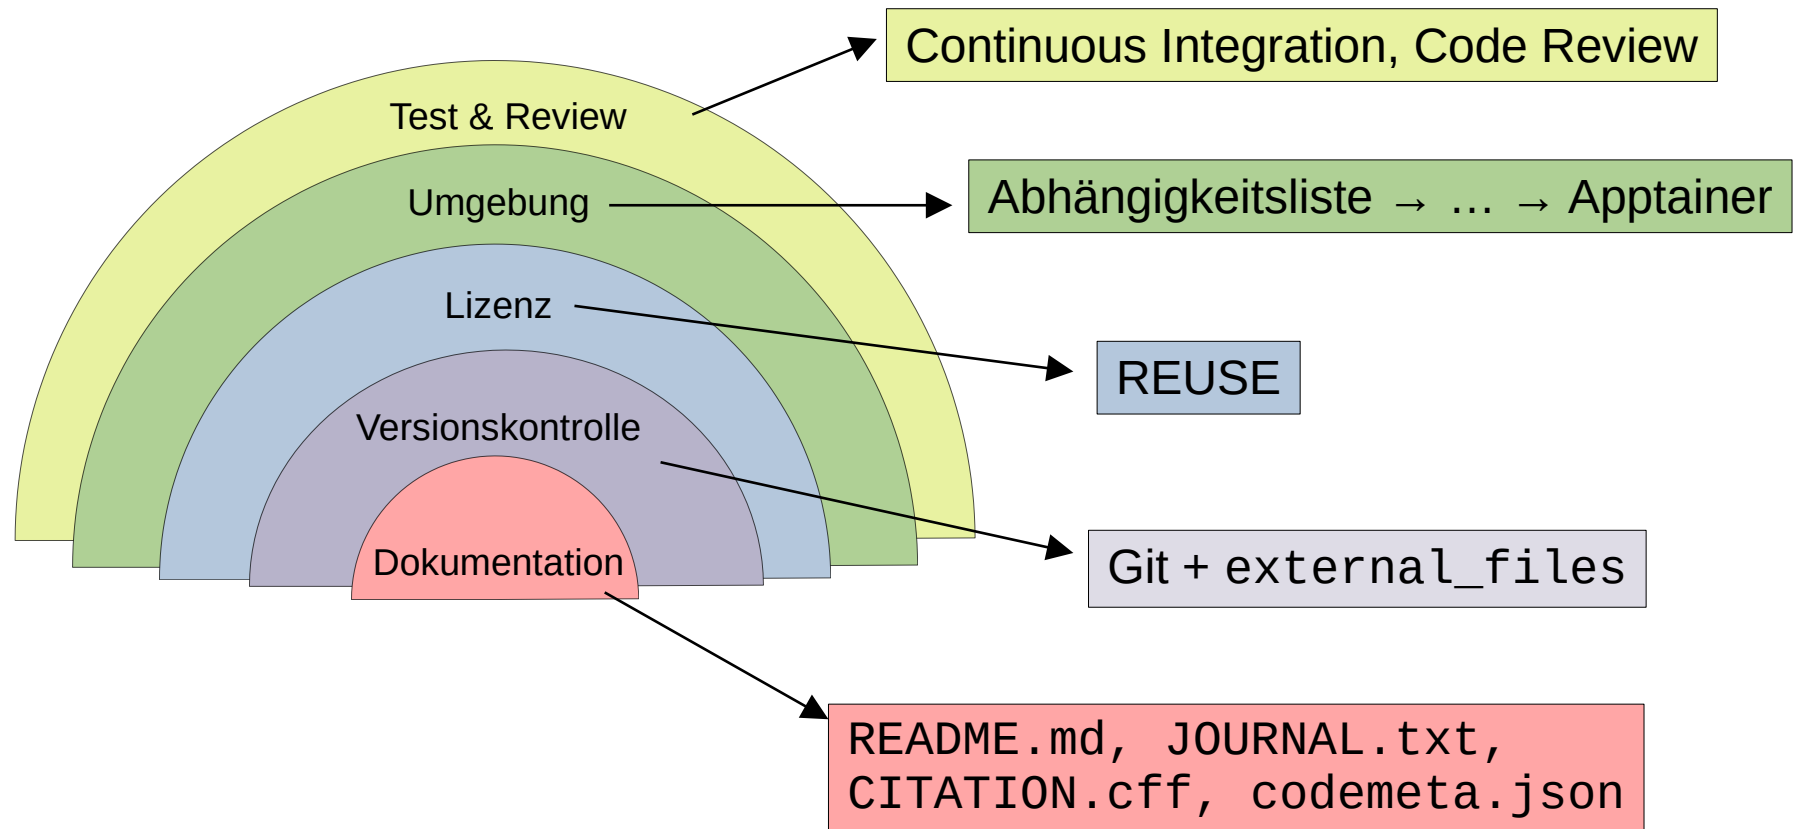 Continuous Integration, Code Review
Test & Review
Umgebung
Abhängigkeitsliste → … → Apptainer
Lizenz
REUSE
Versionskontrolle
Git + external_files
Dokumentation
README.md, JOURNAL.txt,
CITATION.cff, codemeta.json